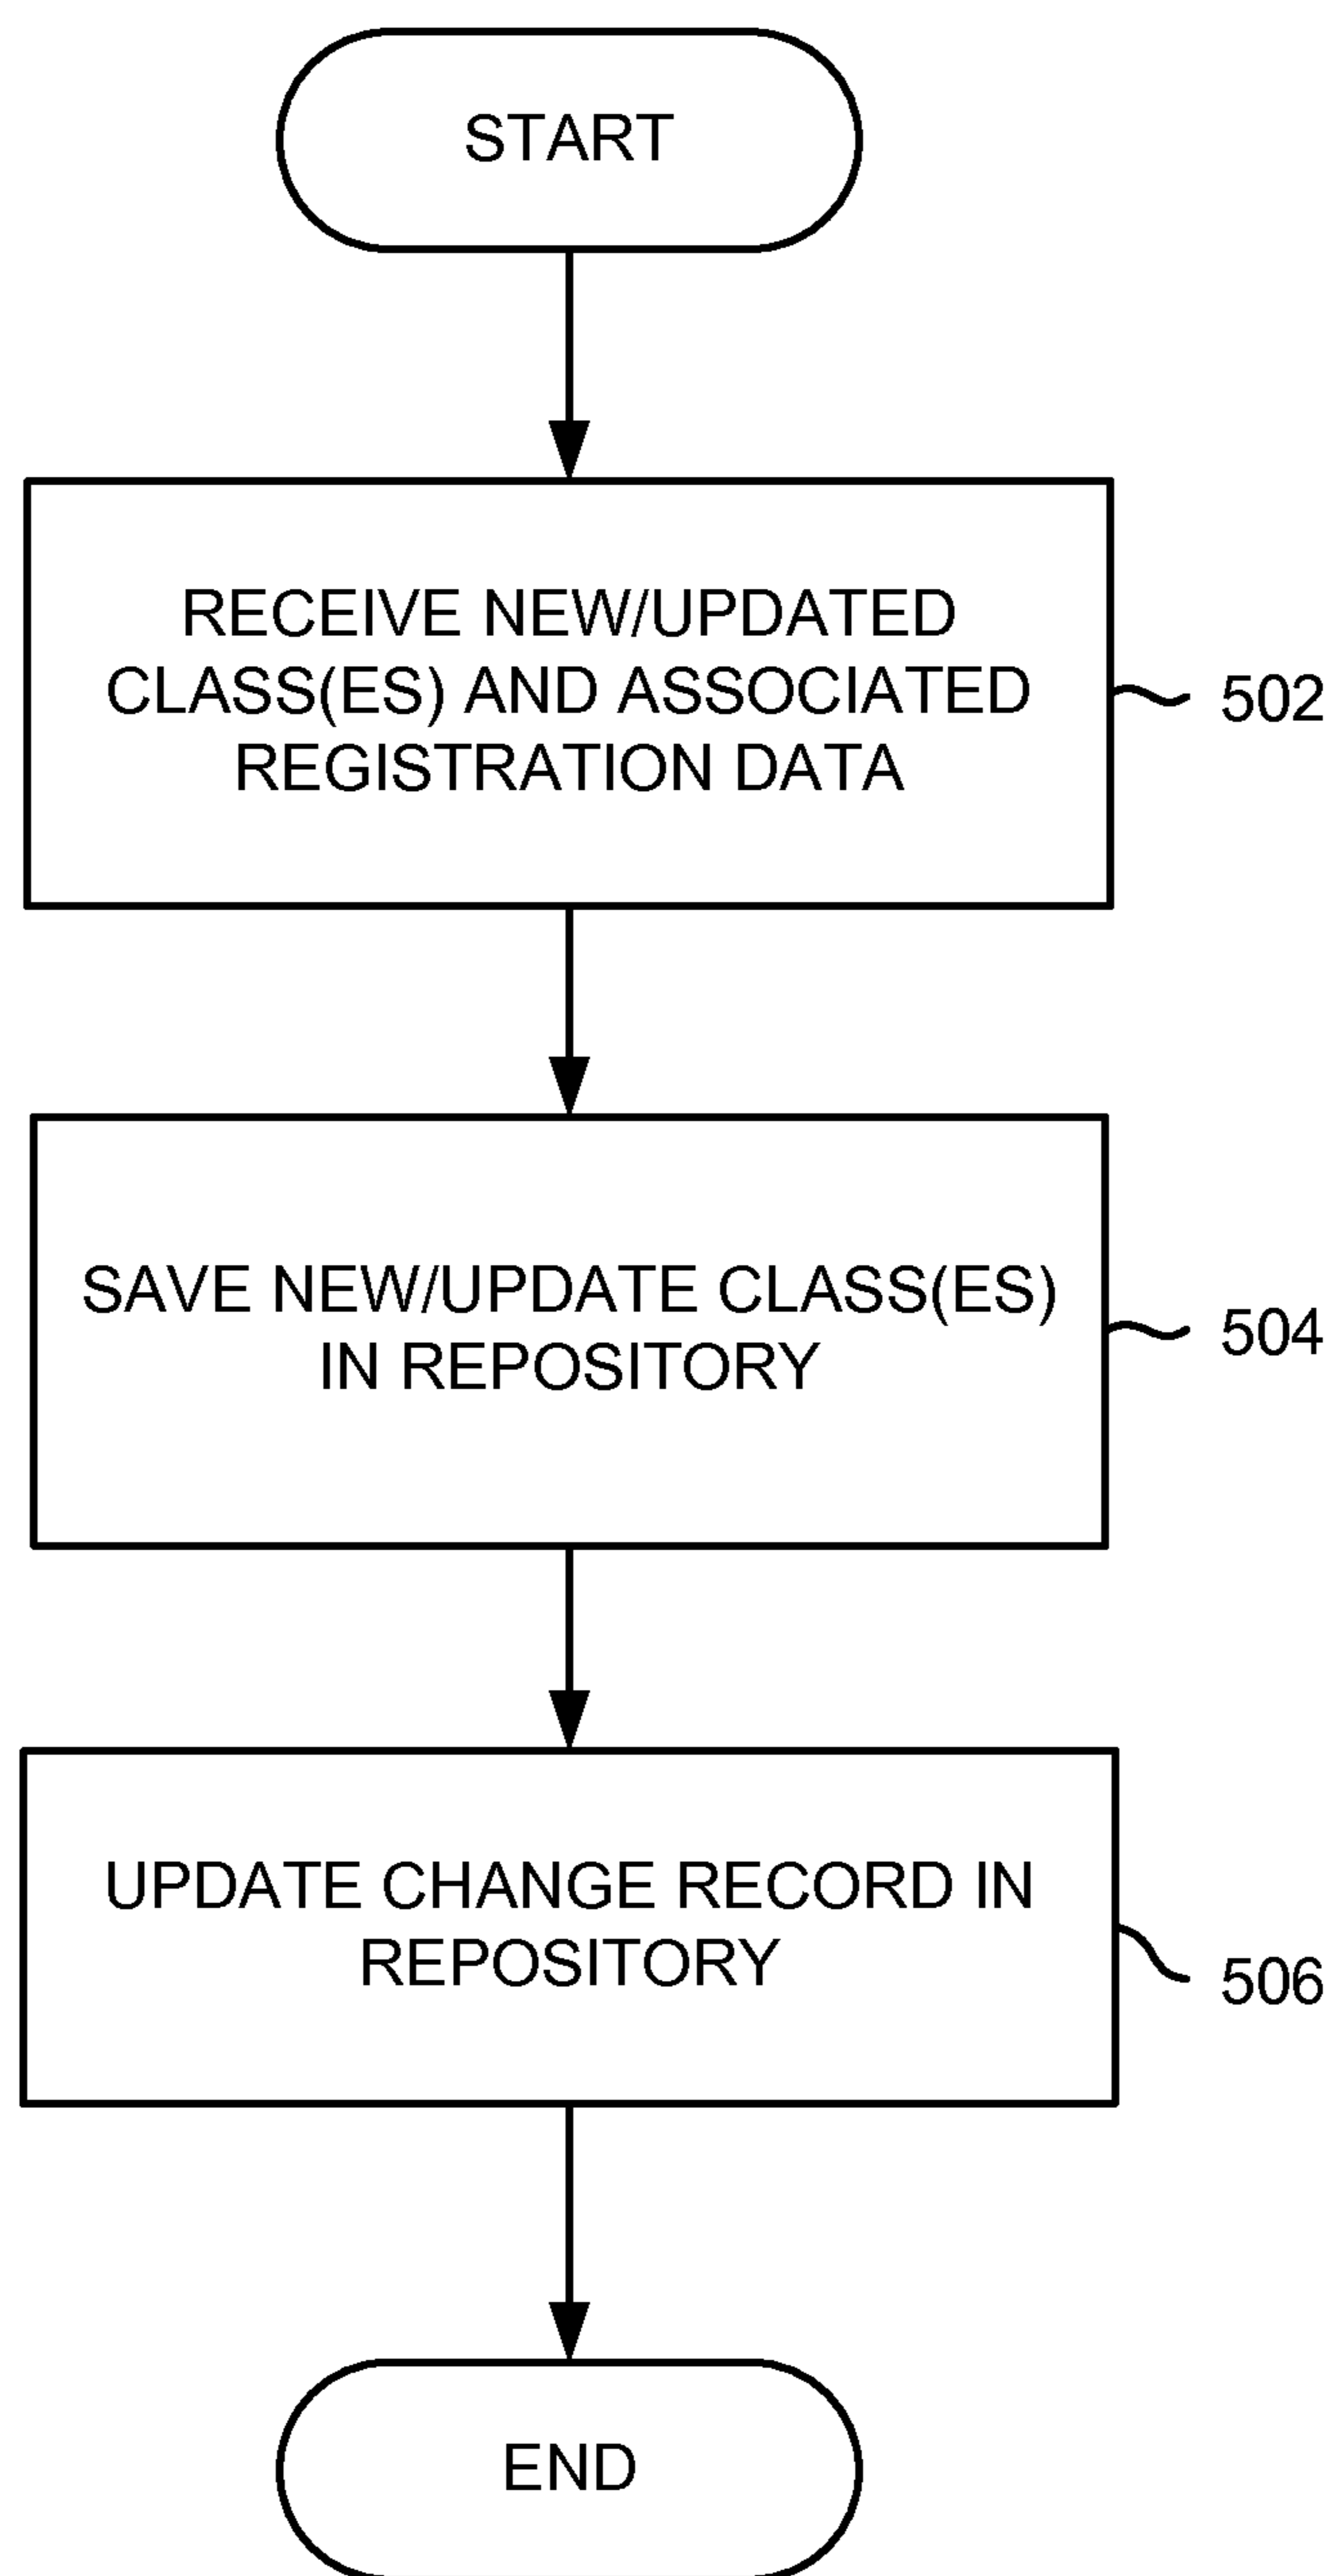 START
RECEIVE NEW/UPDATED
CLASS(ES) AND ASSOCIATED
REGISTRATION DATA
502
SAVE NEW/UPDATE CLASS(ES)
IN REPOSITORY
504
UPDATE CHANGE RECORD IN
REPOSITORY
506
END